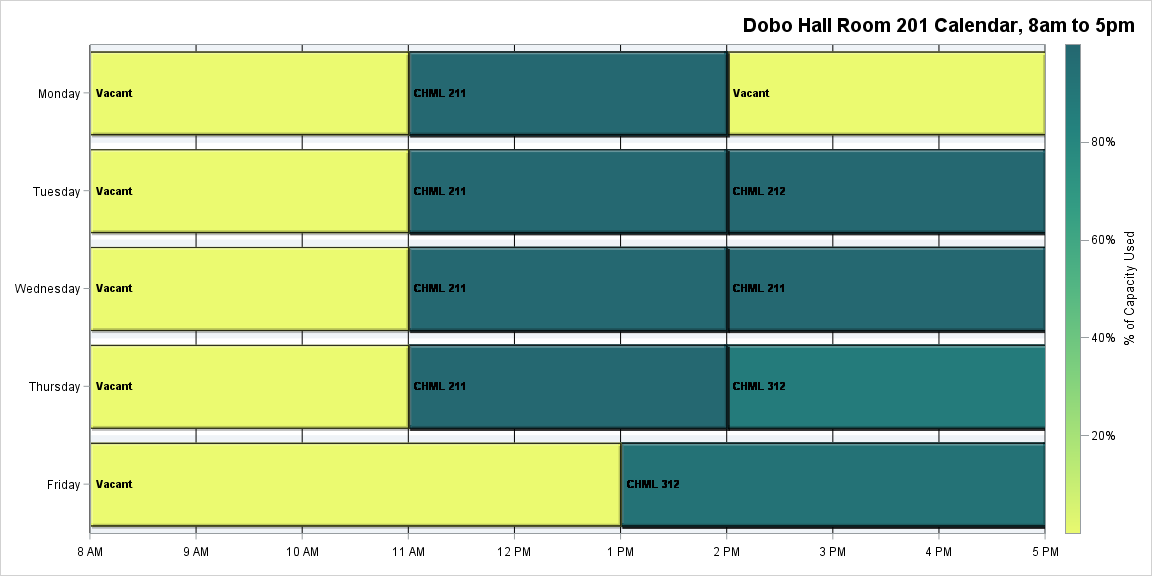 Dobo Hall Room 201 Calendar, 8am to 5pm
Monday
Vacant
CHML 211
Vacant
Tuesday
Vacant
CHML 211
CHML 212
Wednesday
Vacant
CHML 211
CHML 211
Thursday
Vacant
CHML 211
CHML 312
Friday
Vacant
CHML 312
8 AM
9 AM
10 AM
11 AM
12 PM
1 PM
2 PM
3 PM
4 PM
5 PM
80%
60%
40%
20%
% of Capacity Used